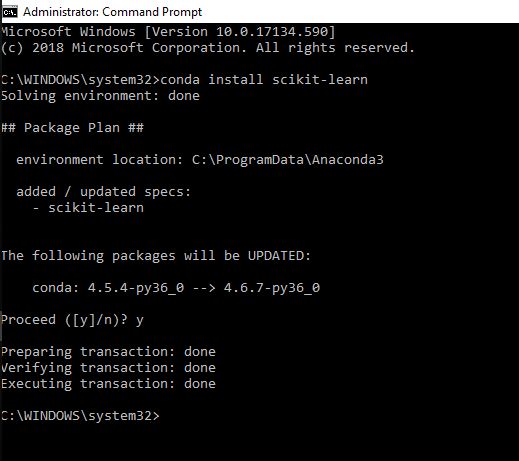 Administrator: Command Prompt
Microsoft Windows [Version 10.0.17134.590]
(c) 2018 Microsoft Corporation. All rights reserved.
C:\WINDOWS\system32>conda install scikit-learn
Solving environment: done
## Package Plan ##
environment location: C:\ProgramData\Anaconda3
added / updated specs:
- scikit-learn
The following packages will be UPDATED:
conda: 4.5.4-py36_0 --> 4.6.7-py36_0
Proceed ([y]/n)? y
Preparing transaction: done
Verifying transaction: done
Executing transaction: done
C:\WINDOWS\system32>